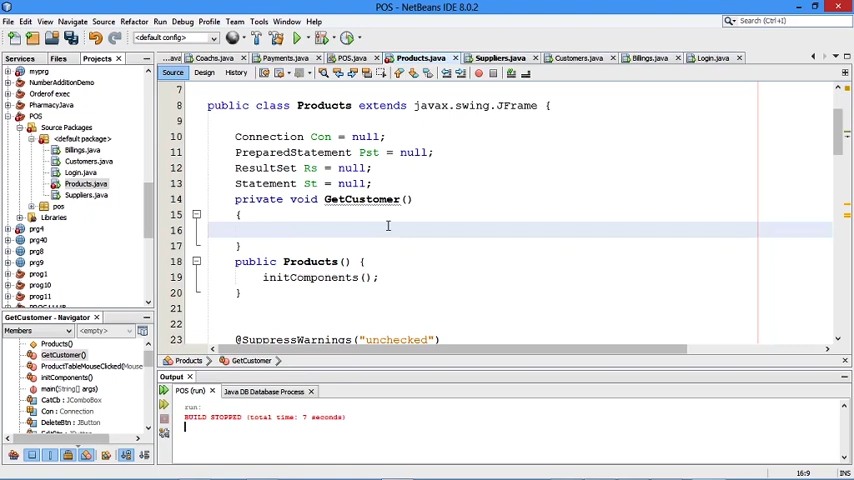 POS - NetBeans IDE 8.0.2
File Edit View Navigate Source Refactor Run Debug Profile Team Tools Window Help
Search (Ctrl+I)
<default config>
Services Files Projects
...ava Coachs.java Payments.java POS.java Products.java Suppliers.java Customers.java Billings.java Login.java
Source Design History
myprg
NumberAdditionDemo
Orderof exec
PharmacyJava
POS
Source Packages
<default package>
Billings.java
Customers.java
Login.java
Products.java
Suppliers.java
pos
Libraries
prg4
prg40
prg8
prg9
prog1
prog10
prog11
7
8 public class Products extends javax.swing.JFrame {
9
10 Connection Con = null;
11 PreparedStatement Pst = null;
12 ResultSet Rs = null;
13 Statement St = null;
14 private void GetCustomer()
15 {
16
17 }
18 public Products() {
19 initComponents();
20 }
21
22
23 @SuppressWarnings("unchecked")
GetCustomer - Navigator
Members <empty>
Products()
GetCustomer()
ProductTableMouseClicked(Mouse
initComponents()
main(String[] args)
CatCb : JComboBox
Con : Connection
DeleteBtn : JButton
Products GetCustomer
Output
POS (run) Java DB Database Process
run:
BUILD STOPPED (total time: 7 seconds)
16:9 INS